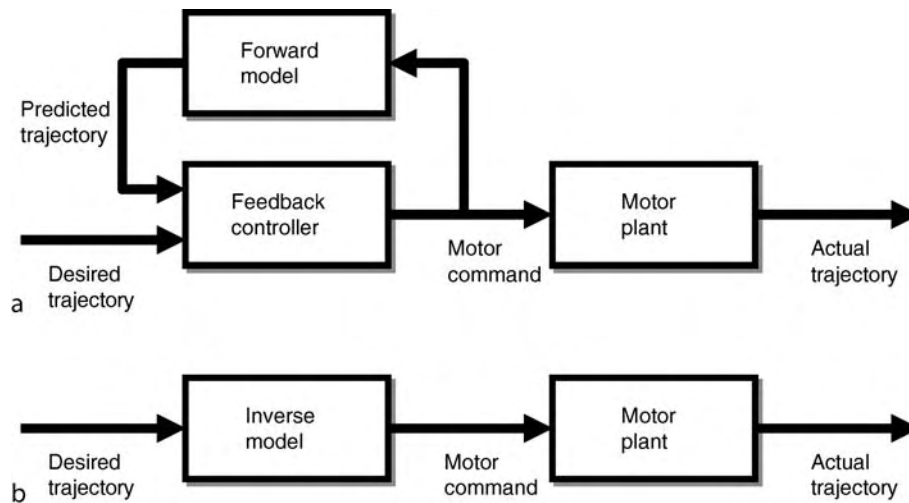 Forward
model
Predicted
trajectory
Feedback
controller
Motor
plant
Desired
trajectory
Motor
command
Actual
trajectory
a
Inverse
model
Motor
plant
Desired
trajectory
Motor
command
Actual
trajectory
b